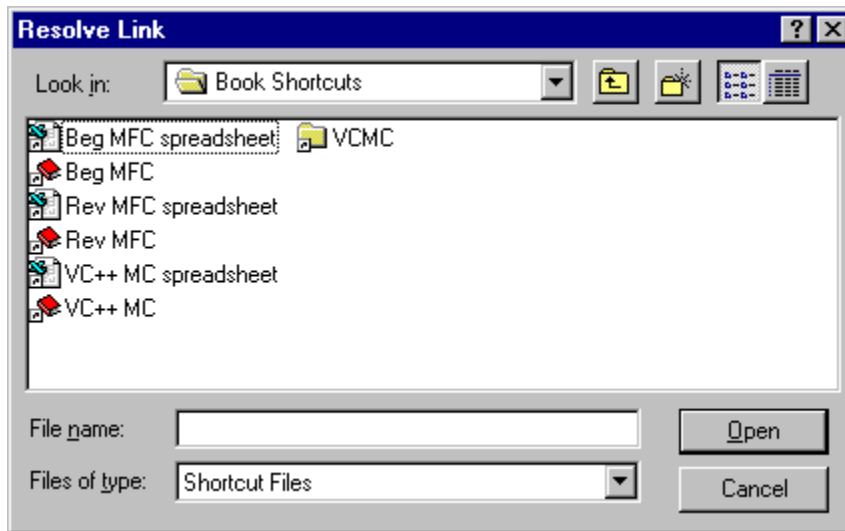 Resolve Link
Look in: Book Shortcuts
Beg MFC spreadsheet VCMC
Beg MFC
Rev MFC spreadsheet
Rev MFC
VC++ MC spreadsheet
VC++ MC
File name: Open
Files of type: Shortcut Files Cancel